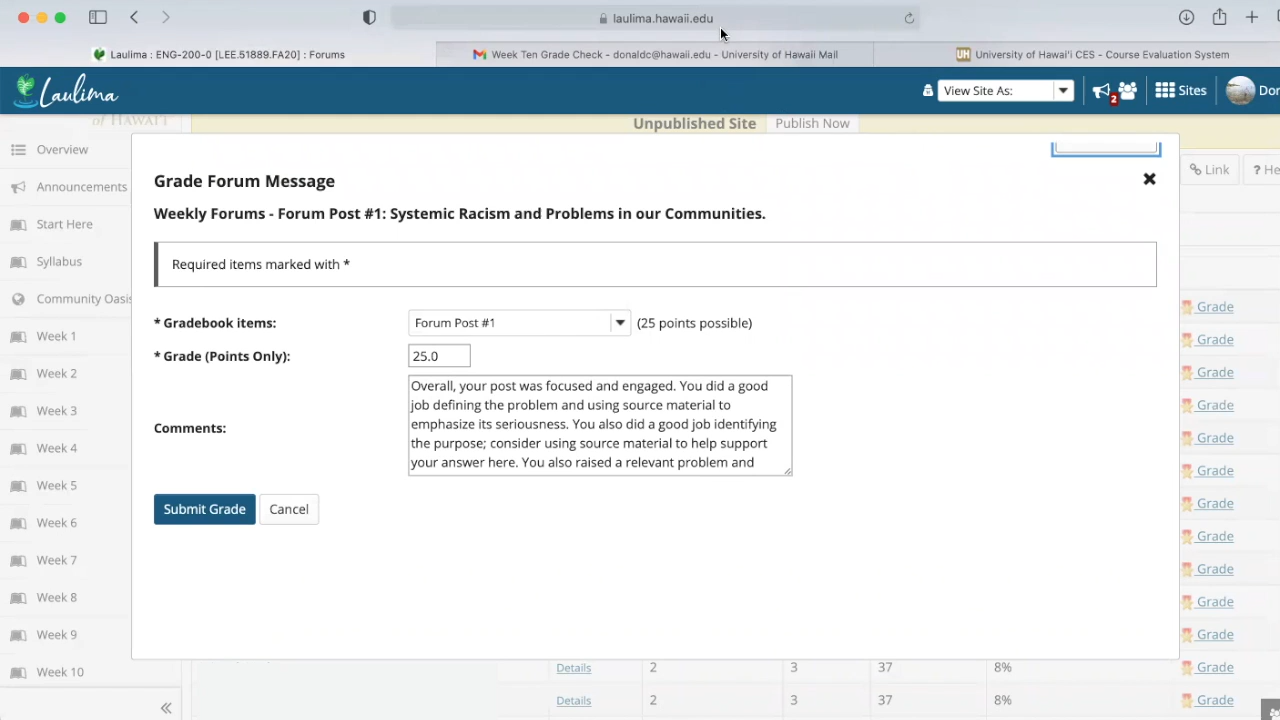 laulima.hawaii.edu
Laulima : ENG-200-0 [LEE.51889.FA20] : Forums
Week Ten Grade Check - donaldc@hawaii.edu - University of Hawaii Mail
UH University of Hawai'i CES - Course Evaluation System
Laulima
View Site As:
2
Sites
Don
of HAWAI'I
Unpublished Site
Publish Now
Overview
Announcements
Start Here
Syllabus
Community Oasis
Week 1
Week 2
Week 3
Week 4
Week 5
Week 6
Week 7
Week 8
Week 9
Week 10
«
Link
? He
Grade Forum Message
Weekly Forums - Forum Post #1: Systemic Racism and Problems in our Communities.
Required items marked with *
* Gradebook items:
Forum Post #1
(25 points possible)
* Grade (Points Only):
25.0
Comments:
Overall, your post was focused and engaged. You did a good
job defining the problem and using source material to
emphasize its seriousness. You also did a good job identifying
the purpose; consider using source material to help support
your answer here. You also raised a relevant problem and
Submit Grade
Cancel
Grade
Grade
Grade
Grade
Grade
Grade
Grade
Grade
Grade
Grade
Grade
Details 2 3 37 8% Grade
Details 2 3 37 8% Grade